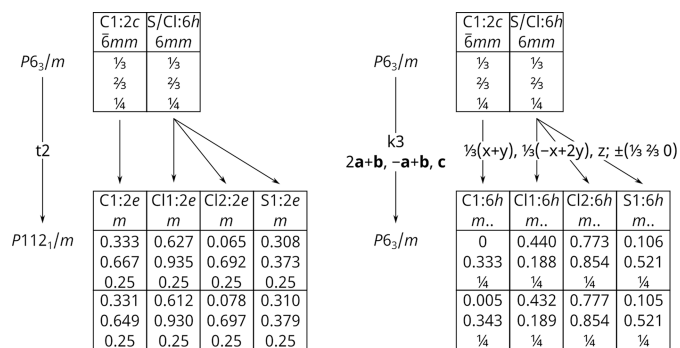 C1:2c S/Cl:6h
6̄mm 6mm
P6₃/m ⅓ ⅓
⅔ ⅔
¼ ¼
t2
C1:2e Cl1:2e Cl2:2e S1:2e
m m m m
P112₁/m 0.333 0.627 0.065 0.308
0.667 0.935 0.692 0.373
0.25 0.25 0.25 0.25
0.331 0.612 0.078 0.310
0.649 0.930 0.697 0.379
0.25 0.25 0.25 0.25
C1:2c S/Cl:6h
6̄mm 6mm
P6₃/m ⅓ ⅓
⅔ ⅔
¼ ¼
k3
2a+b, −a+b, c
⅓(x+y), ⅓(−x+2y), z; ±(⅓ ⅔ 0)
C1:6h Cl1:6h Cl2:6h S1:6h
m.. m.. m.. m..
P6₃/m 0 0.440 0.773 0.106
0.333 0.188 0.854 0.521
¼ ¼ ¼ ¼
0.005 0.432 0.777 0.105
0.343 0.189 0.854 0.521
¼ ¼ ¼ ¼